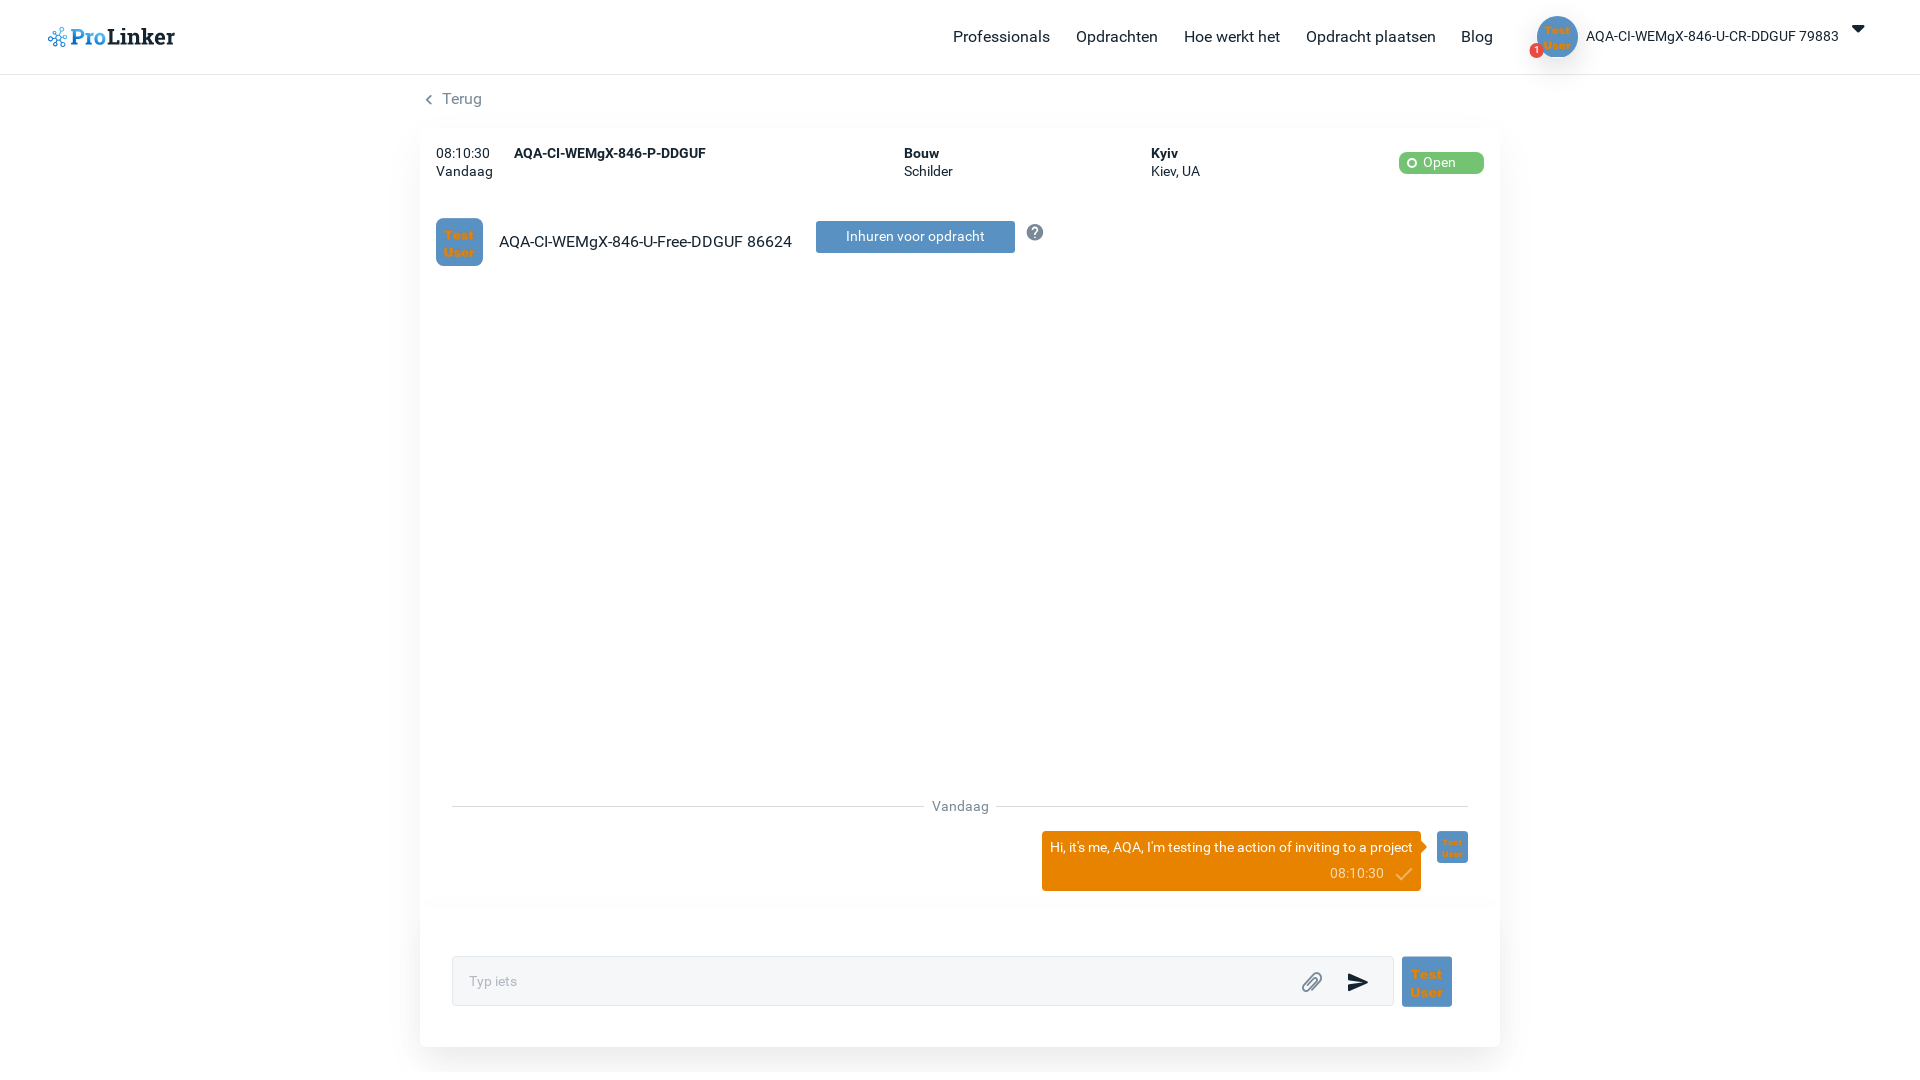 ProLinker
Professionals
Opdrachten
Hoe werkt het
Opdracht plaatsen
Blog
Test
User
1
AQA-CI-WEMgX-846-U-CR-DDGUF 79883
Terug
08:10:30
Vandaag
AQA-CI-WEMgX-846-P-DDGUF
Bouw
Schilder
Kyiv
Kiev, UA
Open
Test
User
AQA-CI-WEMgX-846-U-Free-DDGUF 86624
Inhuren voor opdracht
?
Vandaag
Hi, it's me, AQA, I'm testing the action of inviting to a project
08:10:30
Test
User
Typ iets
Test
User